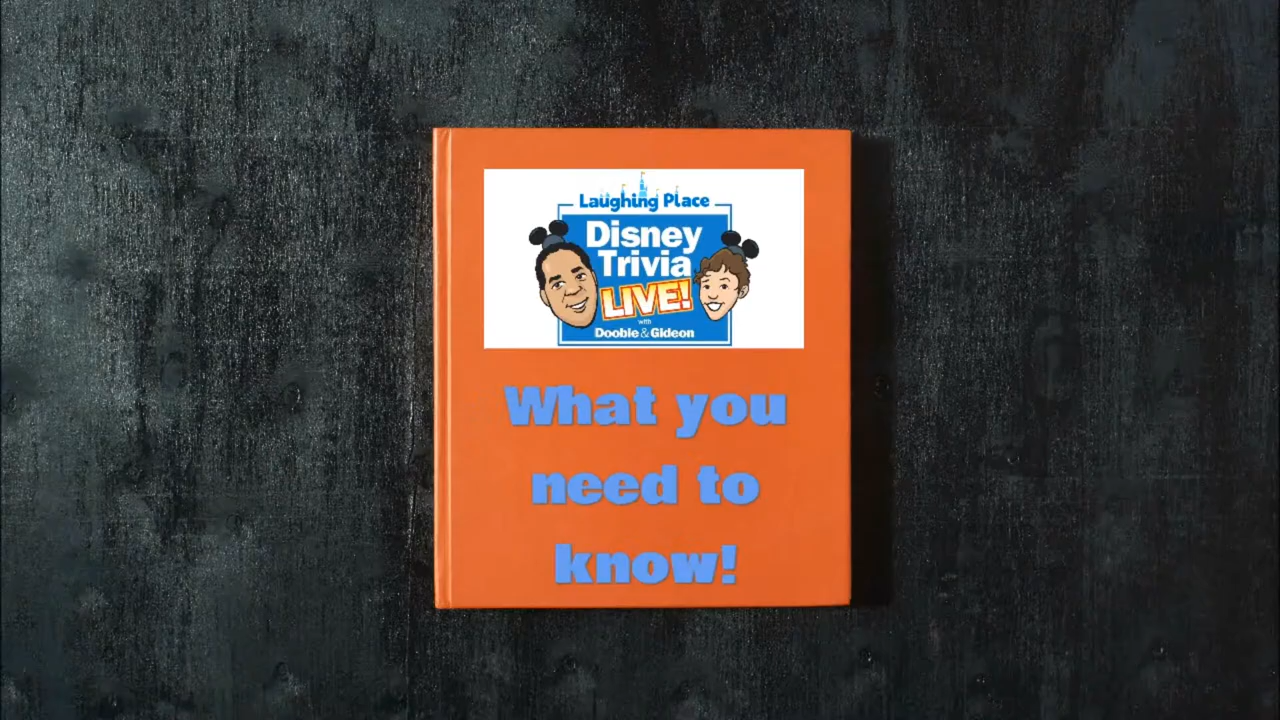 Laughing Place
Disney
Trivia
LIVE!
with
Doobie & Gideon
What you
need to
know!